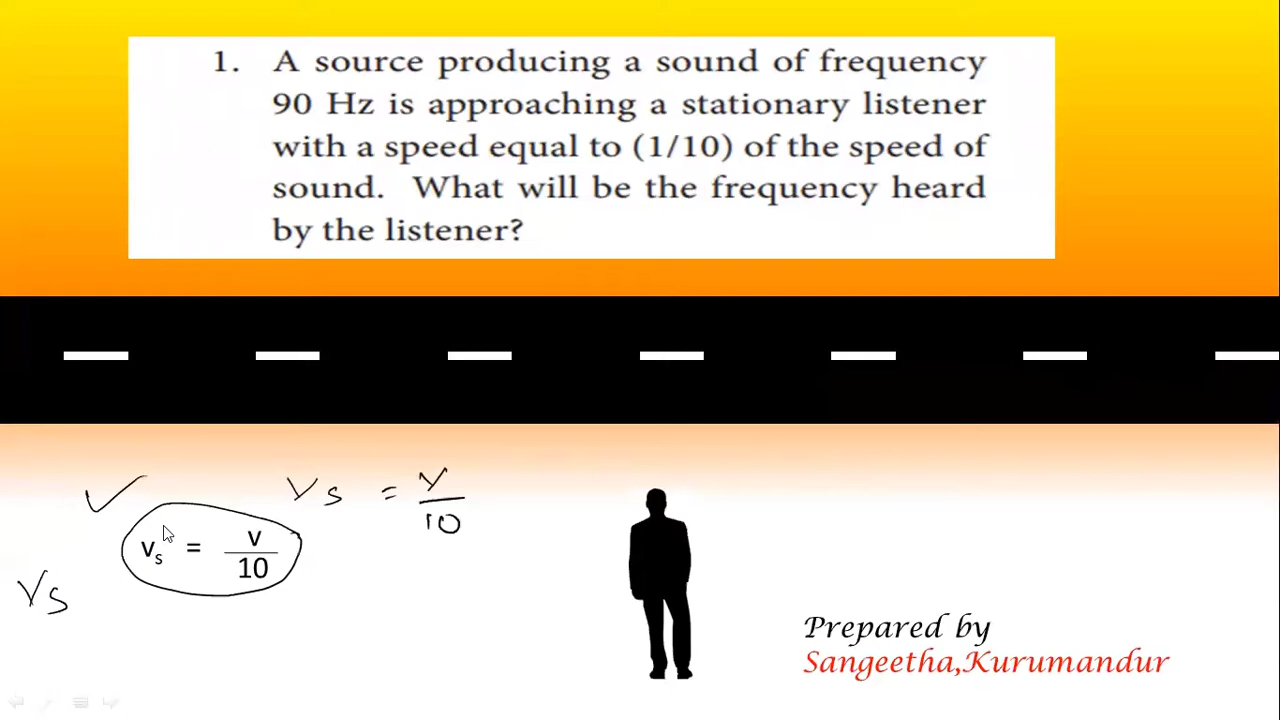 1. A source producing a sound of frequency
90 Hz is approaching a stationary listener
with a speed equal to (1/10) of the speed of
sound. What will be the frequency heard
by the listener?
Vs = v/10
vs = v/10
Vs
Prepared by
Sangeetha,Kurumandur